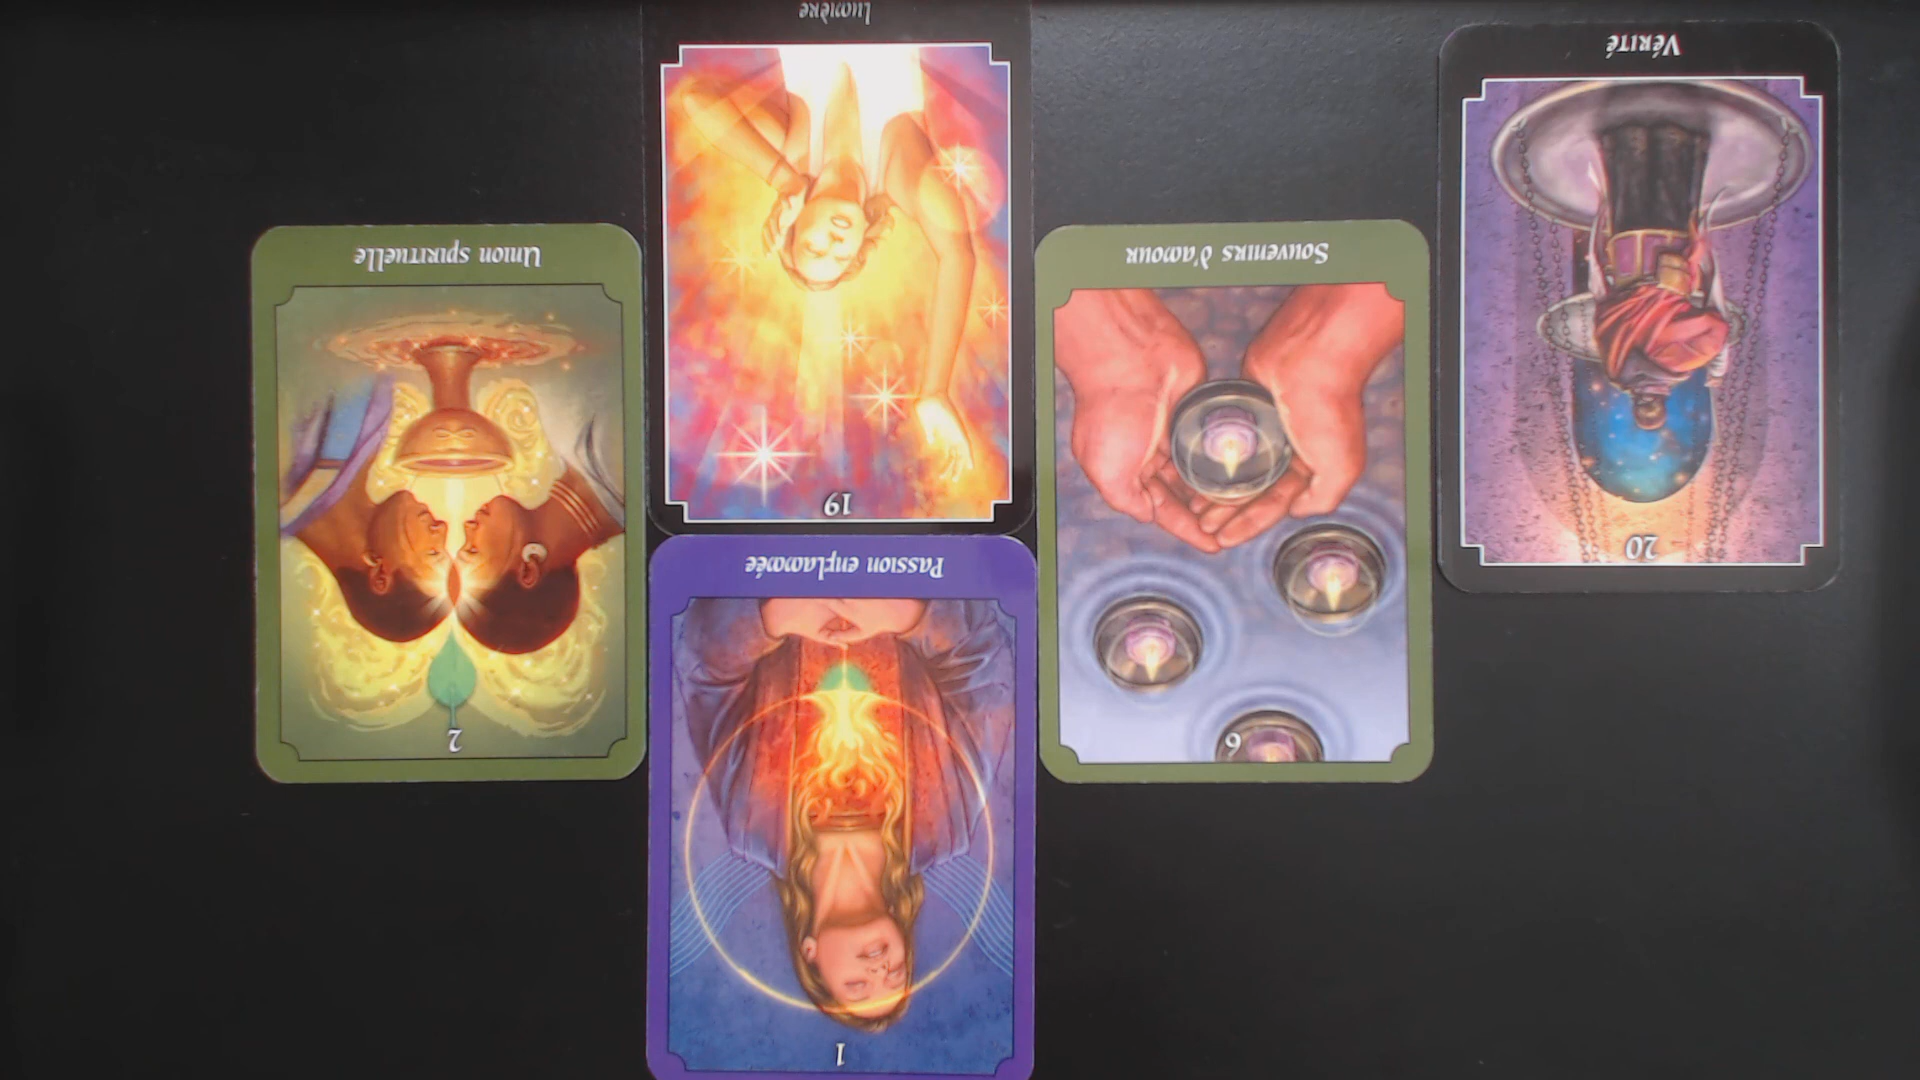 Lumière
19
Vérité
20
Union spirituelle
2
Souvenirs d'amour
6
Passion enflammée
1